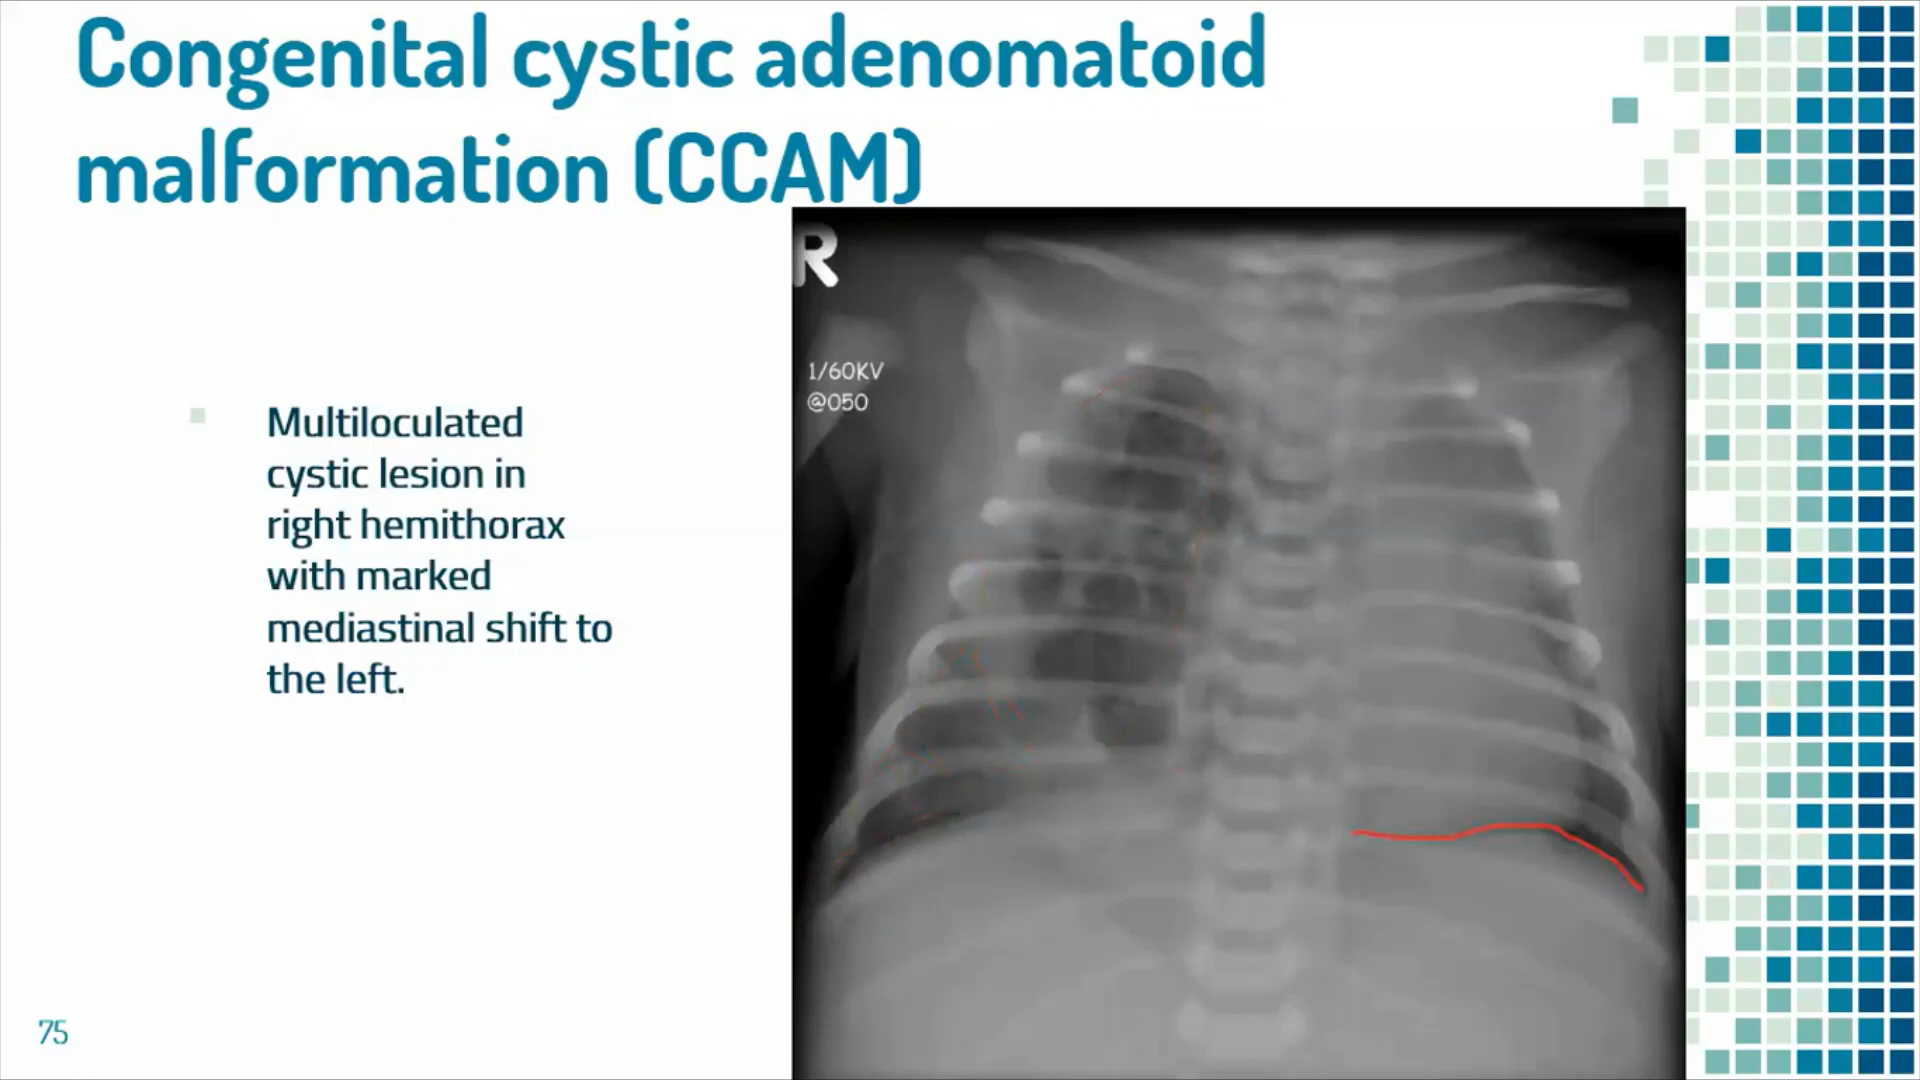 Congenital cystic adenomatoid
malformation (CCAM)
R
1/60KV
@050
Multiloculated
cystic lesion in
right hemithorax
with marked
mediastinal shift to
the left.
75